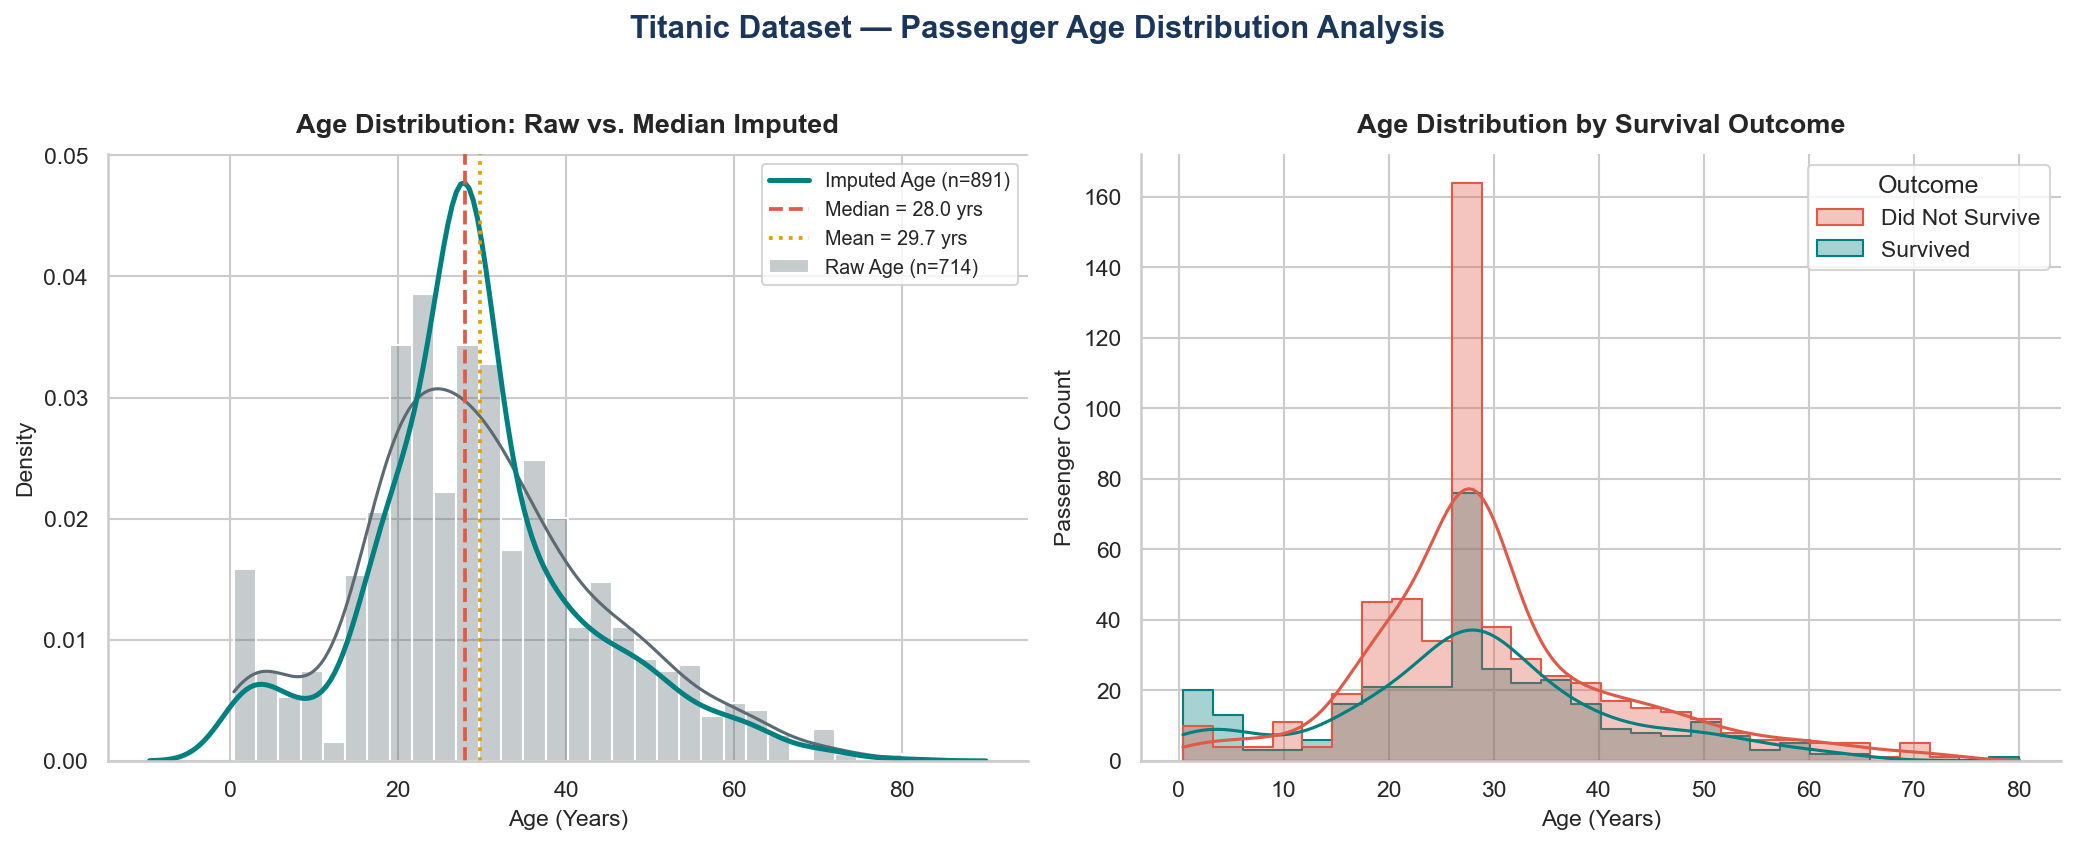 Titanic Dataset — Passenger Age Distribution Analysis
Age Distribution: Raw vs. Median Imputed
0.05
0.04
0.03
0.02
0.01
0.00
Density
Imputed Age (n=891)
Median = 28.0 yrs
Mean = 29.7 yrs
Raw Age (n=714)
0 20 40 60 80
Age (Years)
Age Distribution by Survival Outcome
160
140
120
100
80
60
40
20
0
Passenger Count
Outcome
Did Not Survive
Survived
0 10 20 30 40 50 60 70 80
Age (Years)